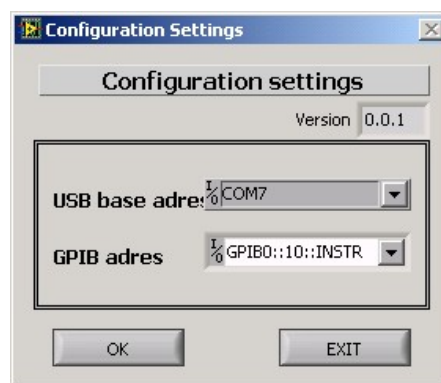 Configuration Settings
Configuration settings
Version 0.0.1
USB base adres I/O COM7
GPIB adres I/O GPIB0::10::INSTR
OK EXIT